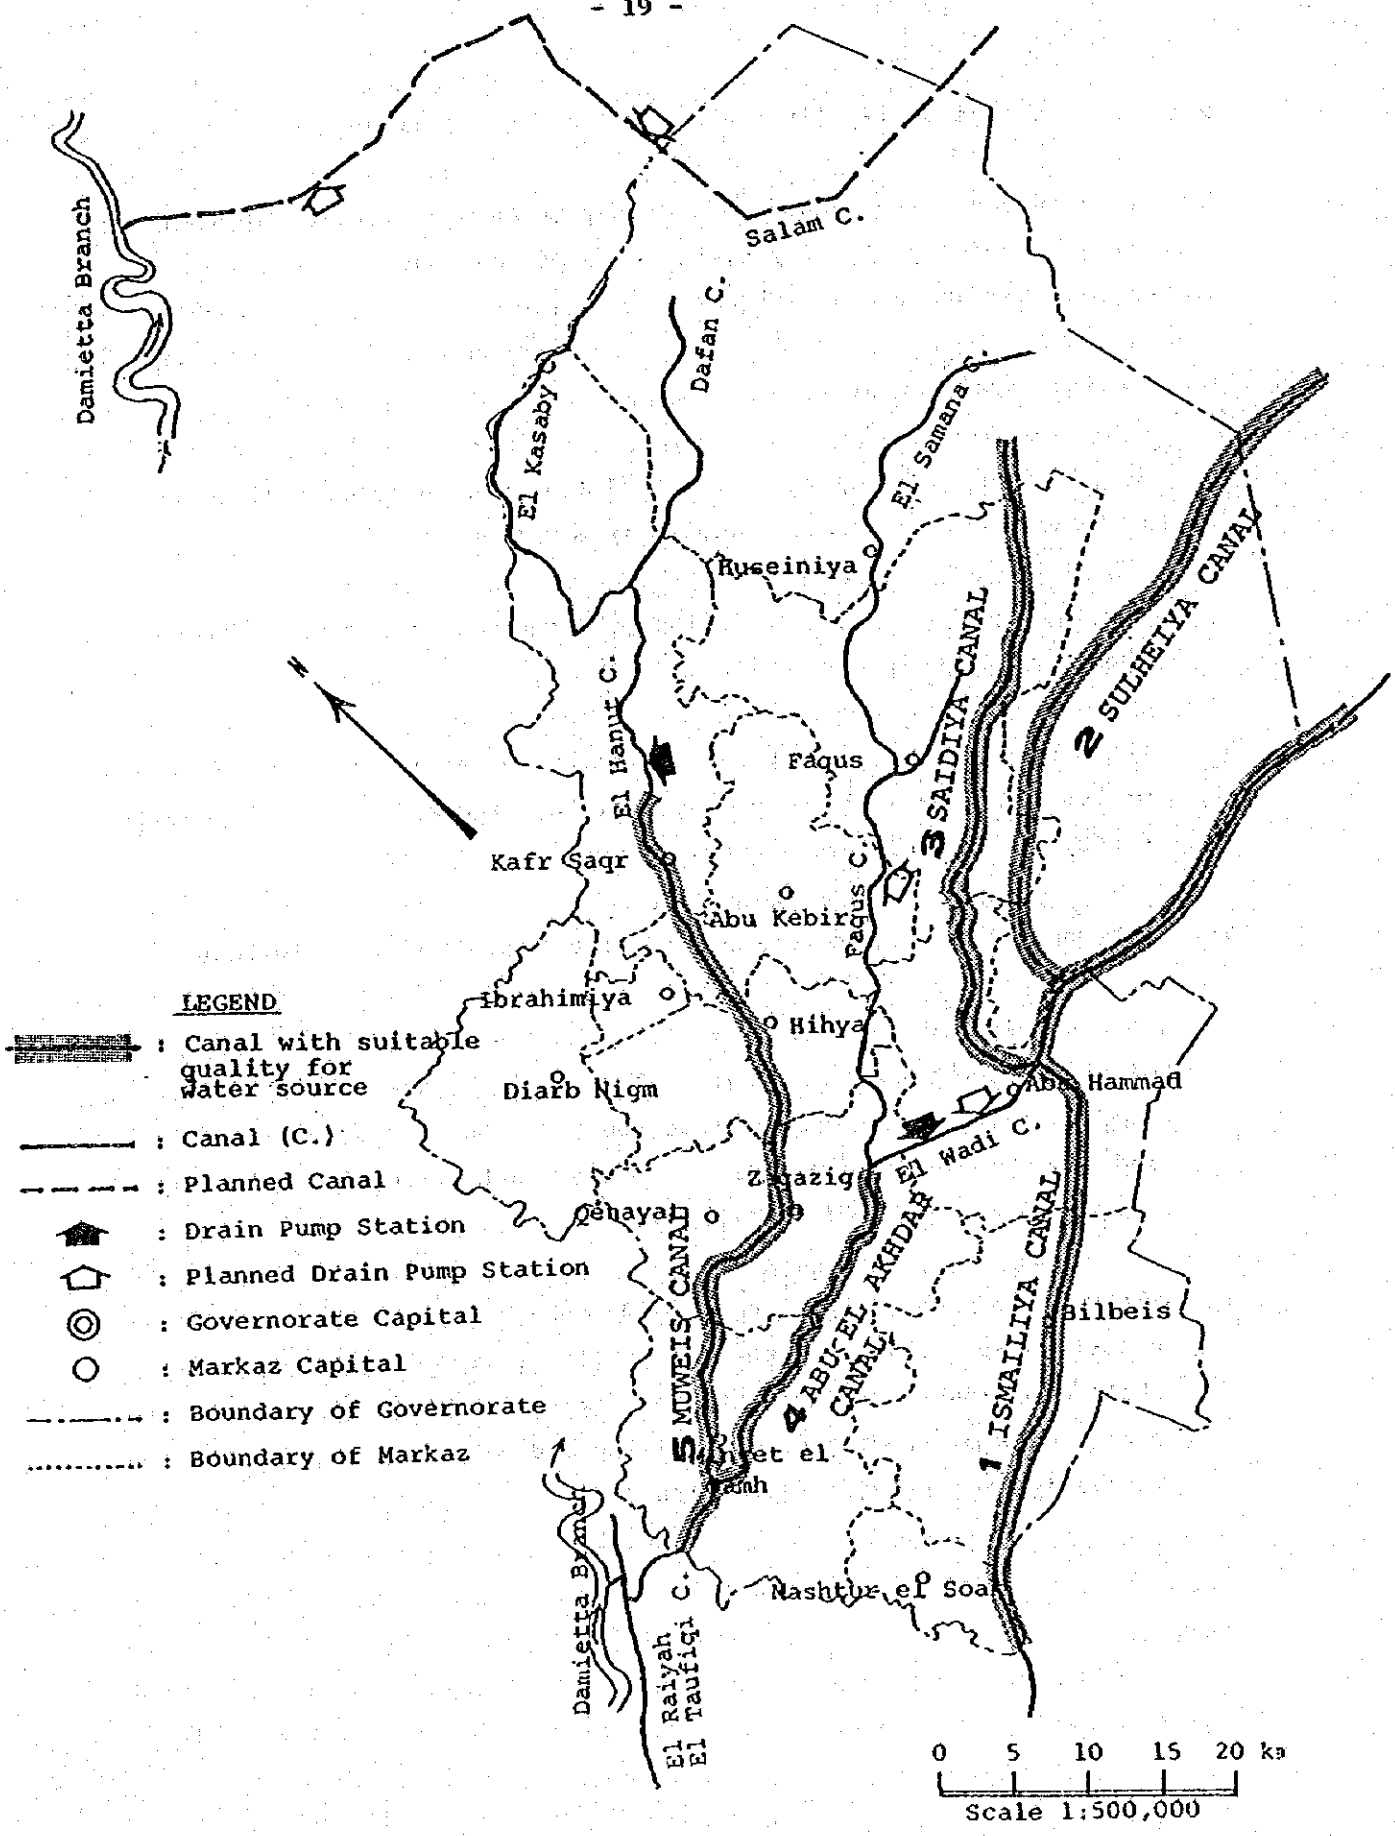 - 19 -
Damietta Branch
Salam C.
Dafan C.
El Kasaby C.
El Samana C.
Huseiniya
2 SULHEIYA CANAL
3 SAIDIYA CANAL
N
El Hanut C.
Faqus
Kafr Saqr
Abu Kebir
Faqus C.
Ibrahimiya
Hihya
Diarb Nigm
Abu Hammad
El Wadi C.
Zagazig
Qenayat
5 MUWEIS CANAL
4 ABU EL AKHDAR
CANAL
1 ISMAILIYA CANAL
Bilbeis
el
Mashtur el Soak
Damietta Branch
El Raiyah
El Taufiqi C.
LEGEND
: Canal with suitable
quality for
water source
: Canal (C.)
: Planned Canal
: Drain Pump Station
: Planned Drain Pump Station
: Governorate Capital
: Markaz Capital
: Boundary of Governorate
: Boundary of Markaz
0 5 10 15 20 km
Scale 1:500,000